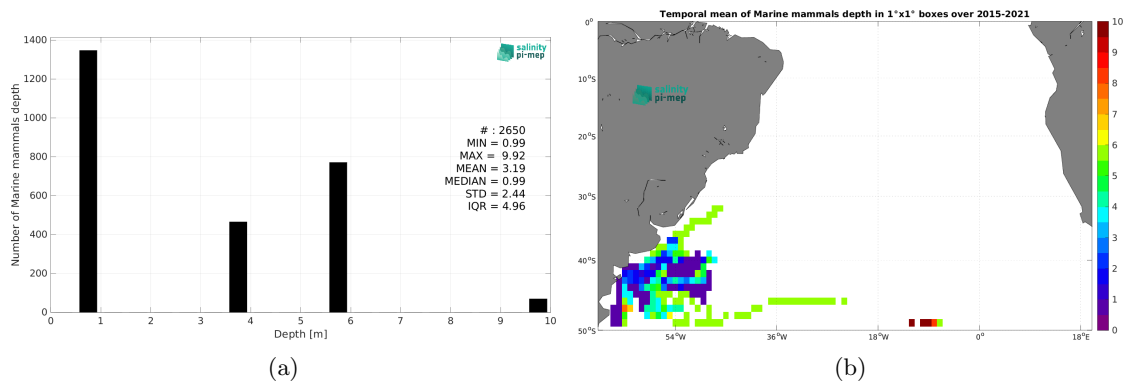 salinity
pi-mep
1400
1200
1000
800
600
400
200
0
Number of Marine mammals depth
# : 2650
MIN = 0.99
MAX = 9.92
MEAN = 3.19
MEDIAN = 0.99
STD = 2.44
IQR = 4.96
0 1 2 3 4 5 6 7 8 9 10
Depth [m]
(a)
Temporal mean of Marine mammals depth in 1°x1° boxes over 2015-2021
0°
10°S
20°S
30°S
40°S
50°S
salinity
pi-mep
54°W 36°W 18°W 0° 18°E
10
9
8
7
6
5
4
3
2
1
0
(b)